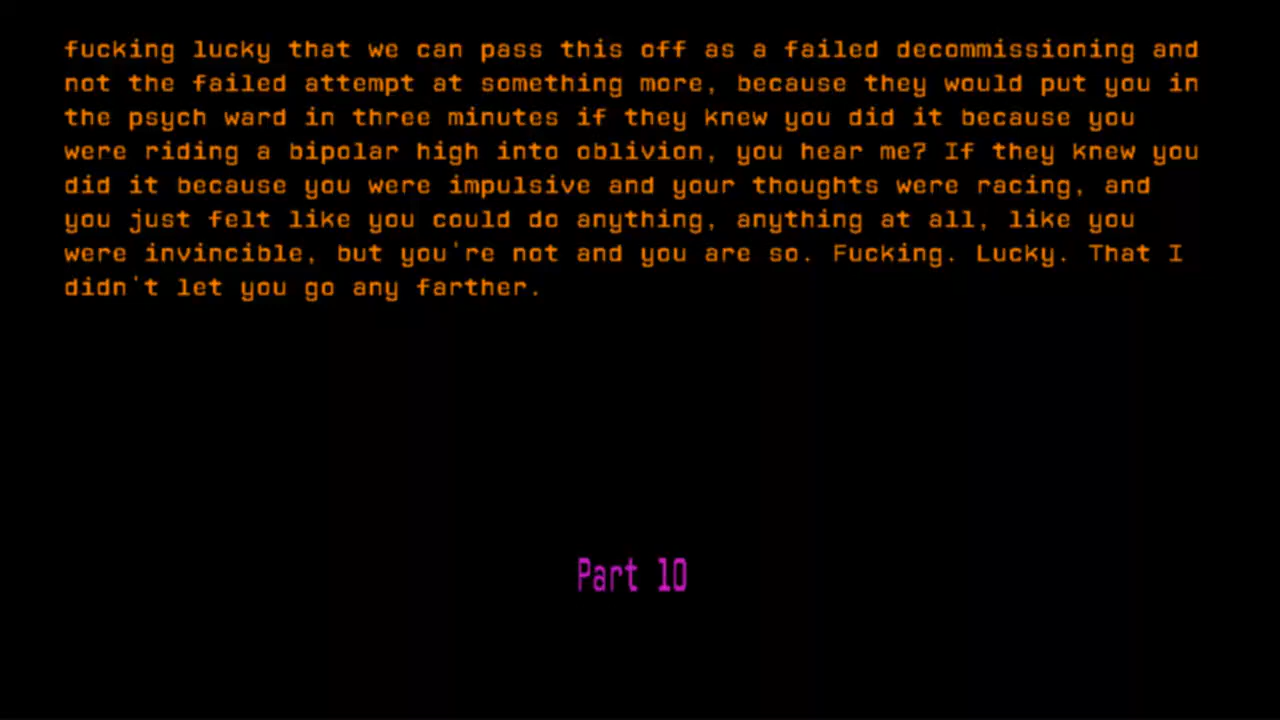 fucking lucky that we can pass this off as a failed decommissioning and
not the failed attempt at something more, because they would put you in
the psych ward in three minutes if they knew you did it because you
were riding a bipolar high into oblivion, you hear me? If they knew you
did it because you were impulsive and your thoughts were racing, and
you just felt like you could do anything, anything at all, like you
were invincible, but you're not and you are so. Fucking. Lucky. That I
didn't let you go any farther.
Part 10